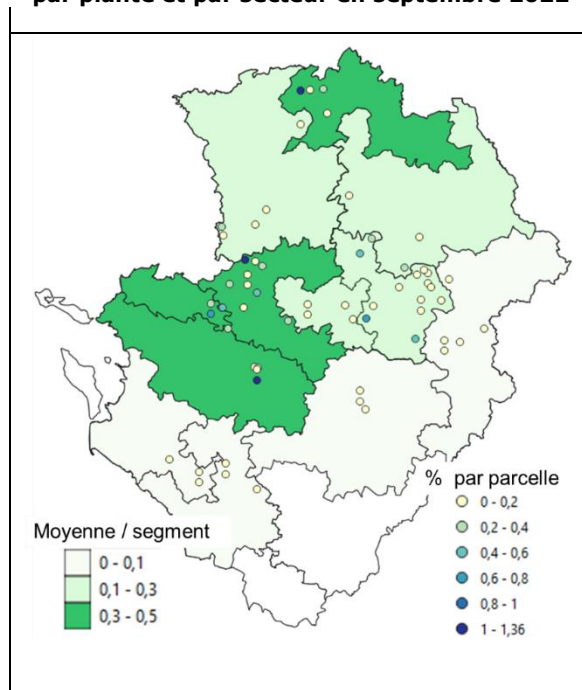 par plante et par secteur en septembre 2022
% par parcelle
0 - 0,2
0,2 - 0,4
0,4 - 0,6
0,6 - 0,8
0,8 - 1
1 - 1,36
Moyenne / segment
0 - 0,1
0,1 - 0,3
0,3 - 0,5